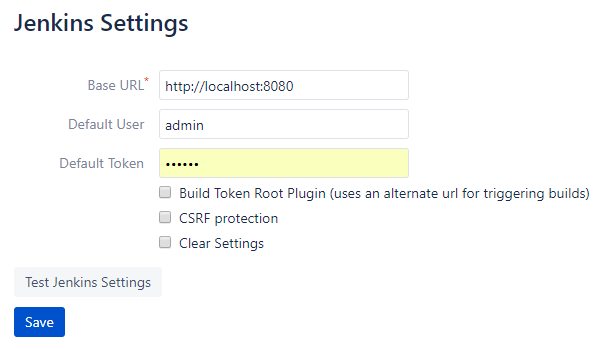 Jenkins Settings
Base URL* http://localhost:8080
Default User admin
Default Token ••••••
Build Token Root Plugin (uses an alternate url for triggering builds)
CSRF protection
Clear Settings
Test Jenkins Settings
Save